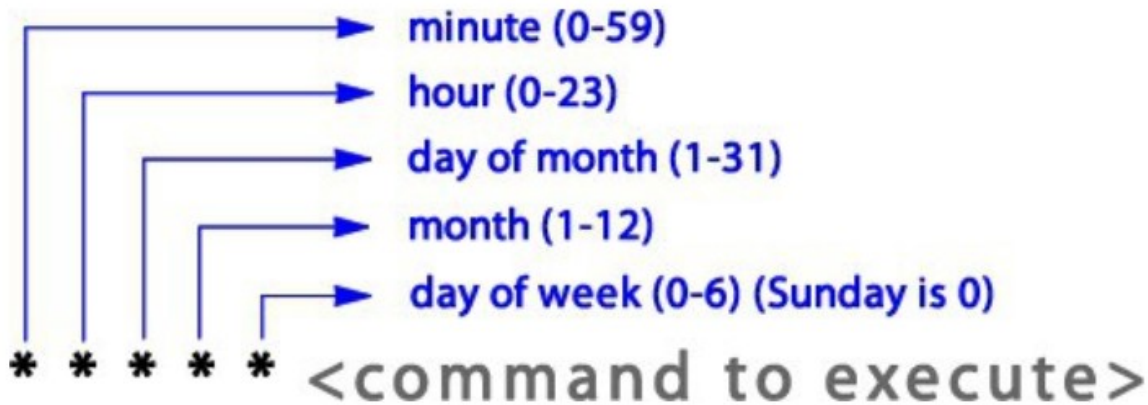 minute (0-59)
hour (0-23)
day of month (1-31)
month (1-12)
day of week (0-6) (Sunday is 0)
* * * * * <command to execute>